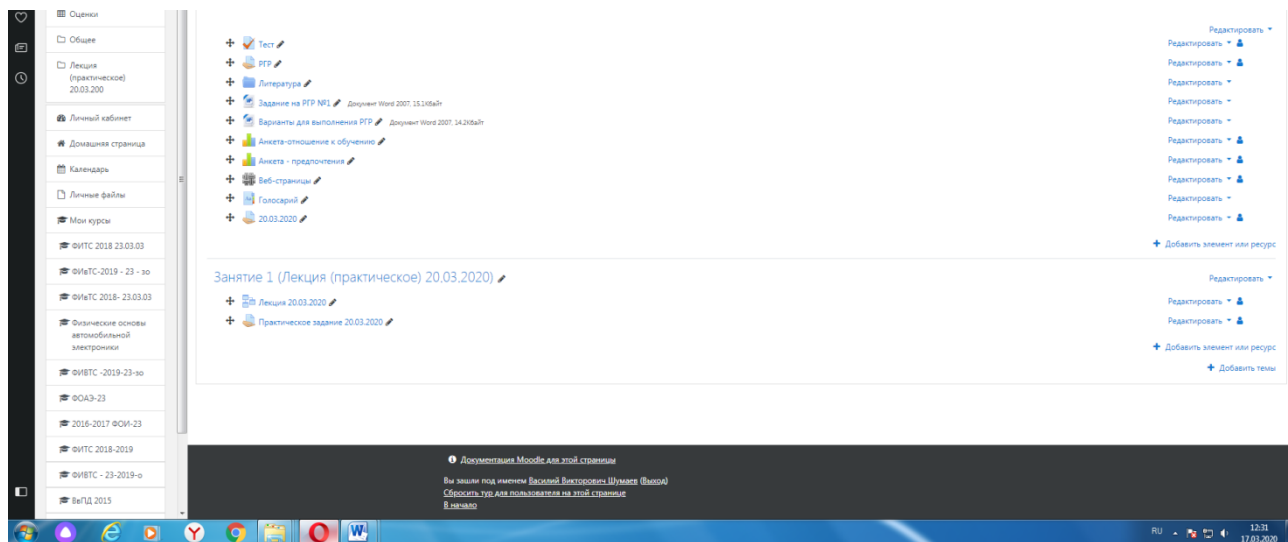 Оценки
Общее
Лекция
(практическое)
20.03.200
Личный кабинет
Домашняя страница
Календарь
Личные файлы
Мои курсы
ФИТС 2018 23.03.03
ФИвТС-2019 - 23 - зо
ФИвТС 2018- 23.03.03
Физические основы
автомобильной
электроники
ФИВТС -2019-23-зо
ФОАЭ-23
2016-2017 ФОИ-23
ФИТС 2018-2019
ФИВТС - 23-2019-о
ВвПД 2015
Редактировать
Тест Редактировать
РГР Редактировать
Литература Редактировать
Задание на РГР №1 Документ Word 2007, 15.1Кбайт Редактировать
Варианты для выполнения РГР Документ Word 2007, 14.2Кбайт Редактировать
Анкета-отношение к обучению Редактировать
Анкета - предпочтения Редактировать
Веб-страницы Редактировать
Голосарий Редактировать
20.03.2020 Редактировать
Добавить элемент или ресурс
Занятие 1 (Лекция (практическое) 20.03.2020) Редактировать
Лекция 20.03.2020 Редактировать
Практическое задание 20.03.2020 Редактировать
Добавить элемент или ресурс
Добавить темы
Документация Moodle для этой страницы
Вы зашли под именем Василий Викторович Шумаев (Выход)
Сбросить тур для пользователя на этой странице
В начало
RU 12:31
17.03.2020